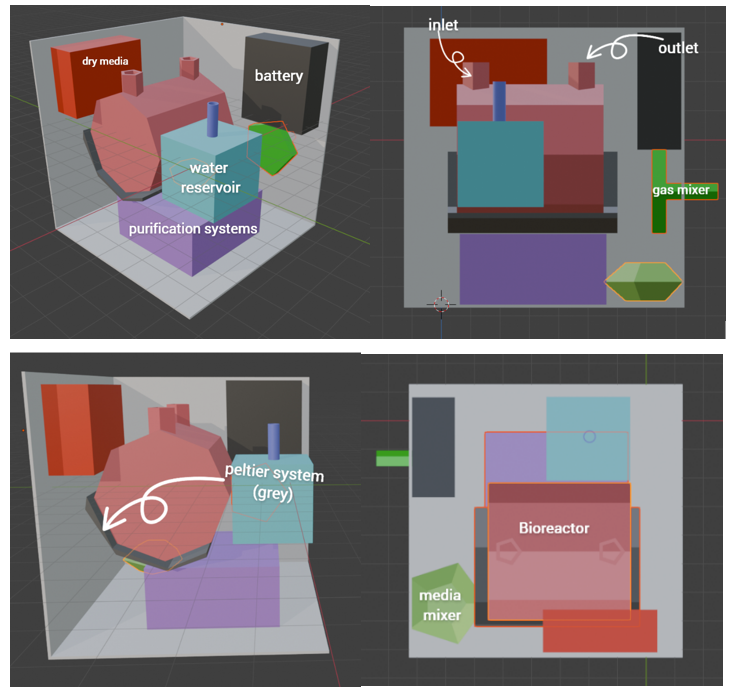 dry media
battery
water
reservoir
purification systems
inlet
outlet
gas mixer
peltier system
(grey)
Bioreactor
media
mixer